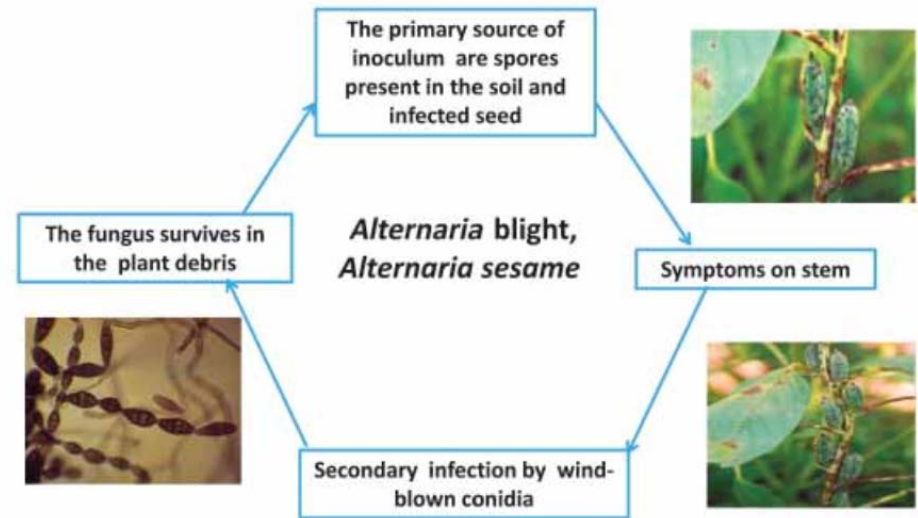 The primary source of
inoculum are spores
present in the soil and
infected seed
The fungus survives in
the plant debris
Alternaria blight,
Alternaria sesame
Symptoms on stem
Secondary infection by wind-
blown conidia